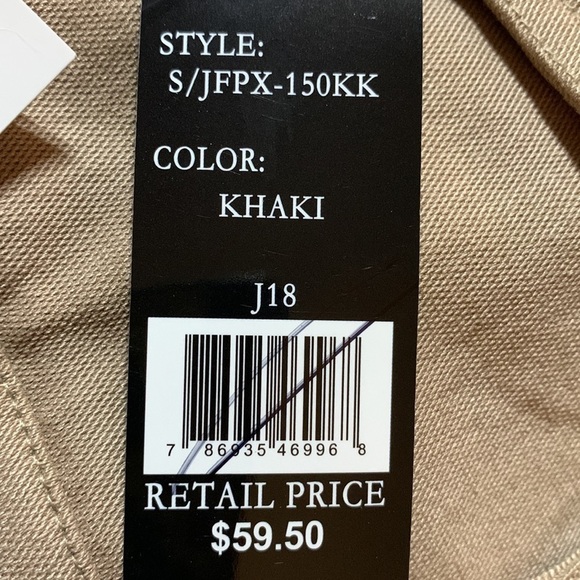 STYLE:
S/JFPX-150KK
COLOR:
KHAKI
J18
7 86935 46996 8
RETAIL PRICE
$59.50